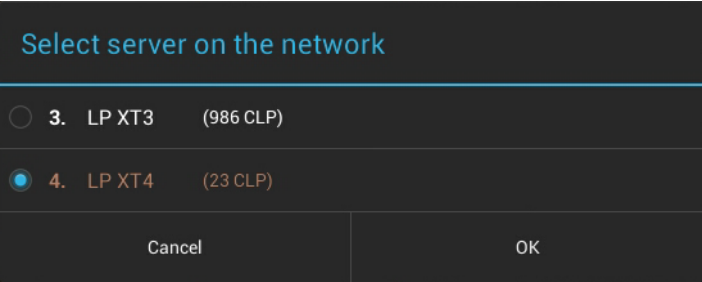 Select server on the network
3. LP XT3 (986 CLP)
4. LP XT4 (23 CLP)
Cancel OK